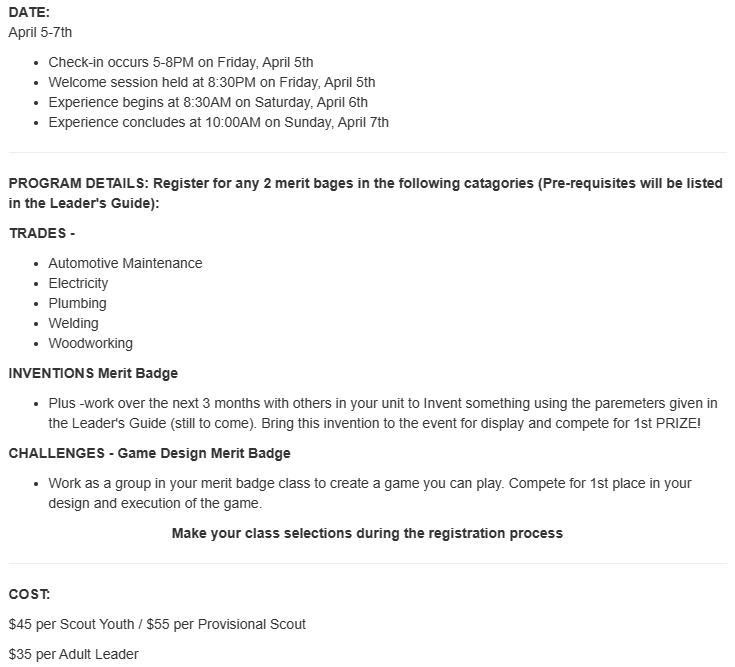 DATE:
April 5-7th
• Check-in occurs 5-8PM on Friday, April 5th
• Welcome session held at 8:30PM on Friday, April 5th
• Experience begins at 8:30AM on Saturday, April 6th
• Experience concludes at 10:00AM on Sunday, April 7th
PROGRAM DETAILS: Register for any 2 merit bages in the following catagories (Pre-requisites will be listed
in the Leader's Guide):
TRADES -
• Automotive Maintenance
• Electricity
• Plumbing
• Welding
• Woodworking
INVENTIONS Merit Badge
• Plus -work over the next 3 months with others in your unit to Invent something using the paremeters given in
the Leader's Guide (still to come). Bring this invention to the event for display and compete for 1st PRIZE!
CHALLENGES - Game Design Merit Badge
• Work as a group in your merit badge class to create a game you can play. Compete for 1st place in your
design and execution of the game.
Make your class selections during the registration process
COST:
$45 per Scout Youth / $55 per Provisional Scout
$35 per Adult Leader